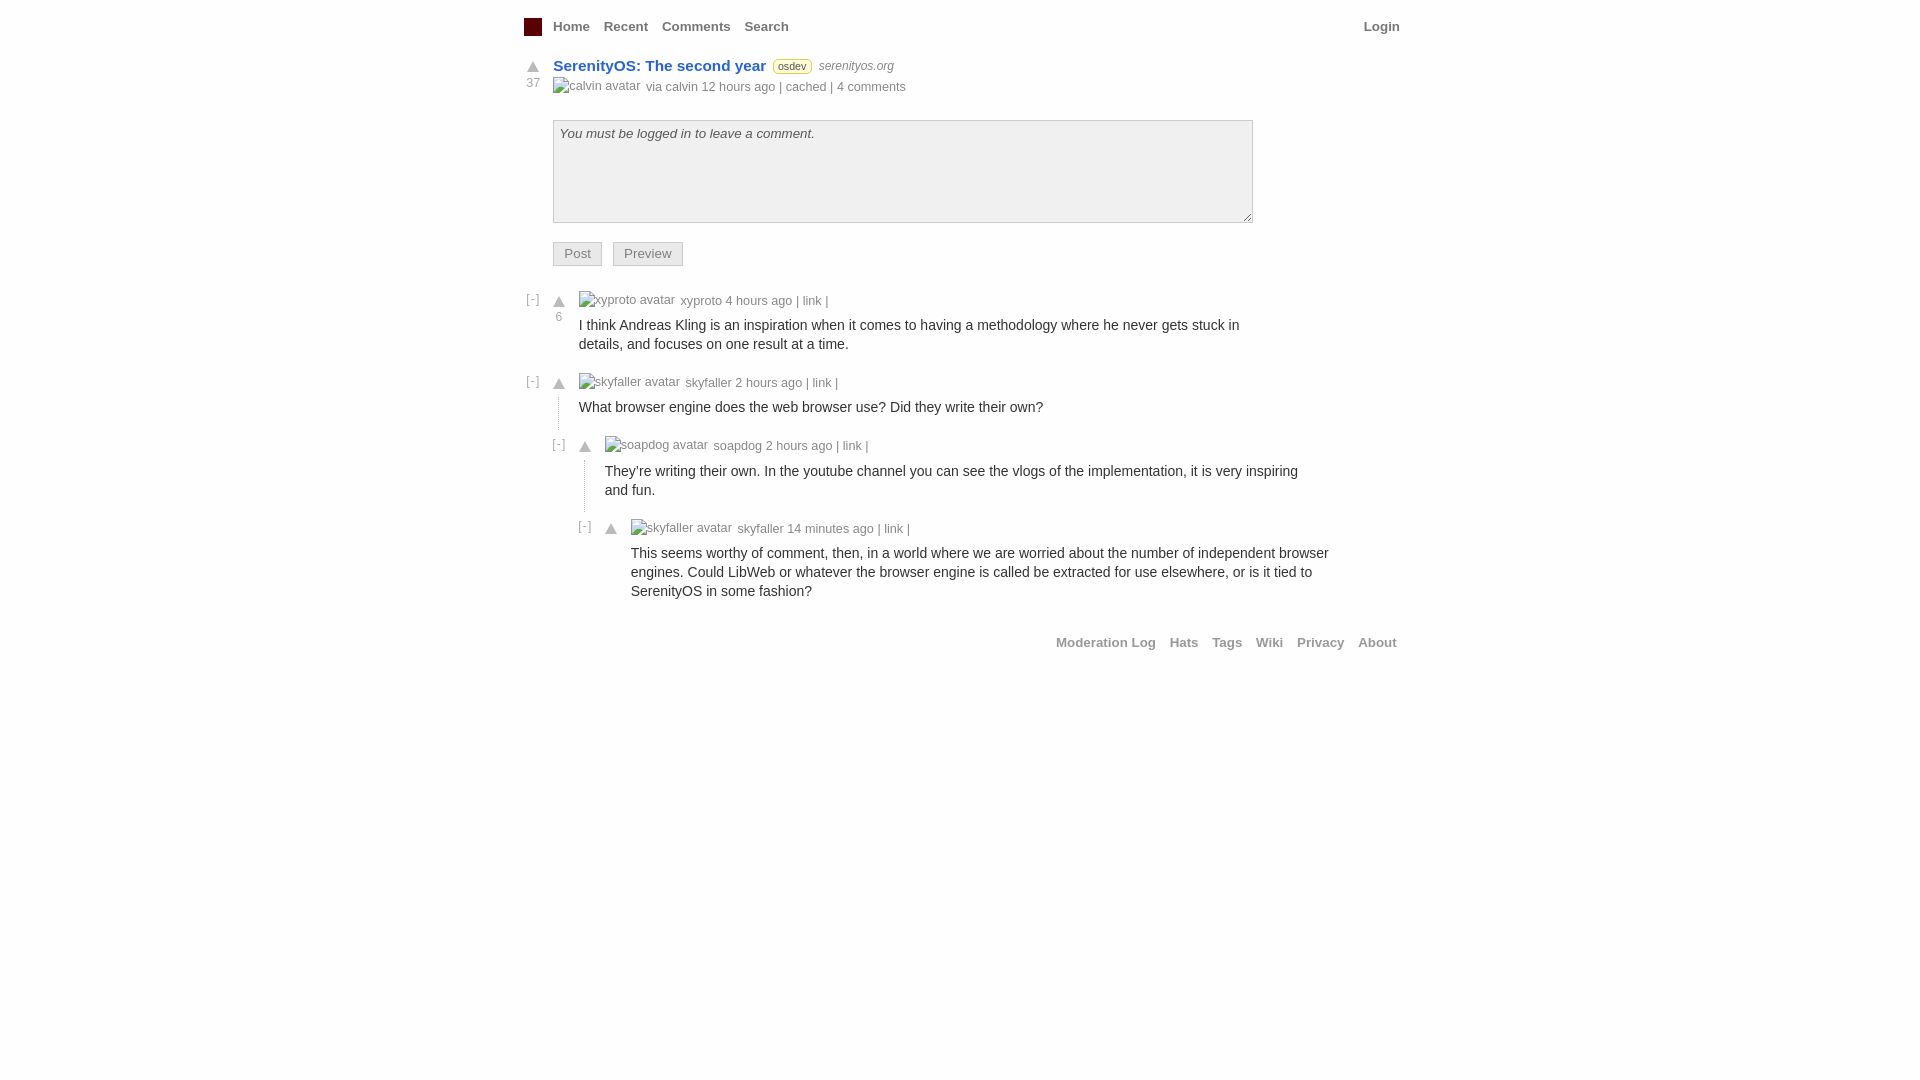 Home Recent Comments Search Login
SerenityOS: The second year osdev serenityos.org
37
calvin avatar via calvin 12 hours ago | cached | 4 comments
You must be logged in to leave a comment.
Post Preview
[-] xyproto avatar xyproto 4 hours ago | link |
6
I think Andreas Kling is an inspiration when it comes to having a methodology where he never gets stuck in
details, and focuses on one result at a time.
[-] skyfaller avatar skyfaller 2 hours ago | link |
What browser engine does the web browser use? Did they write their own?
[-] soapdog avatar soapdog 2 hours ago | link |
They’re writing their own. In the youtube channel you can see the vlogs of the implementation, it is very inspiring
and fun.
[-] skyfaller avatar skyfaller 14 minutes ago | link |
This seems worthy of comment, then, in a world where we are worried about the number of independent browser
engines. Could LibWeb or whatever the browser engine is called be extracted for use elsewhere, or is it tied to
SerenityOS in some fashion?
Moderation Log Hats Tags Wiki Privacy About